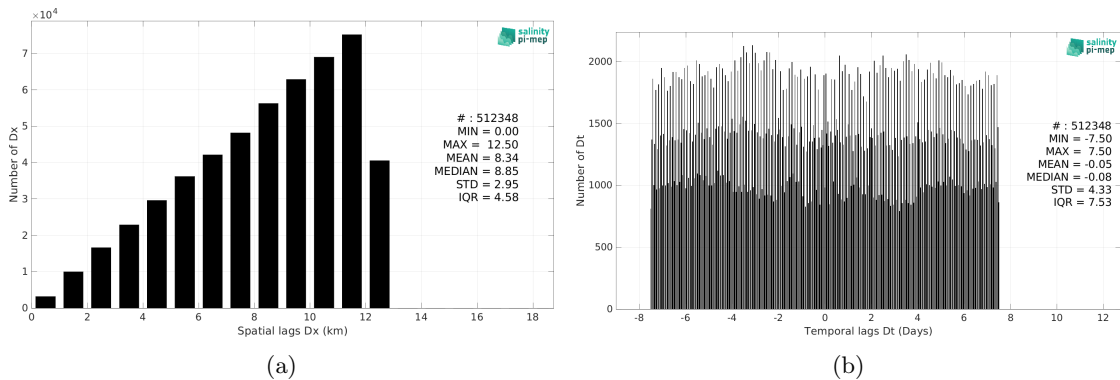 ×10⁴
7
6
5
4
3
2
1
0
Number of Dx
0 2 4 6 8 10 12 14 16 18
Spatial lags Dx (km)
salinity
pi-mep
# : 512348
MIN = 0.00
MAX = 12.50
MEAN = 8.34
MEDIAN = 8.85
STD = 2.95
IQR = 4.58
(a)
2000
1500
1000
500
0
Number of Dt
-8 -6 -4 -2 0 2 4 6 8 10 12
Temporal lags Dt (Days)
salinity
pi-mep
# : 512348
MIN = -7.50
MAX = 7.50
MEAN = -0.05
MEDIAN = -0.08
STD = 4.33
IQR = 7.53
(b)